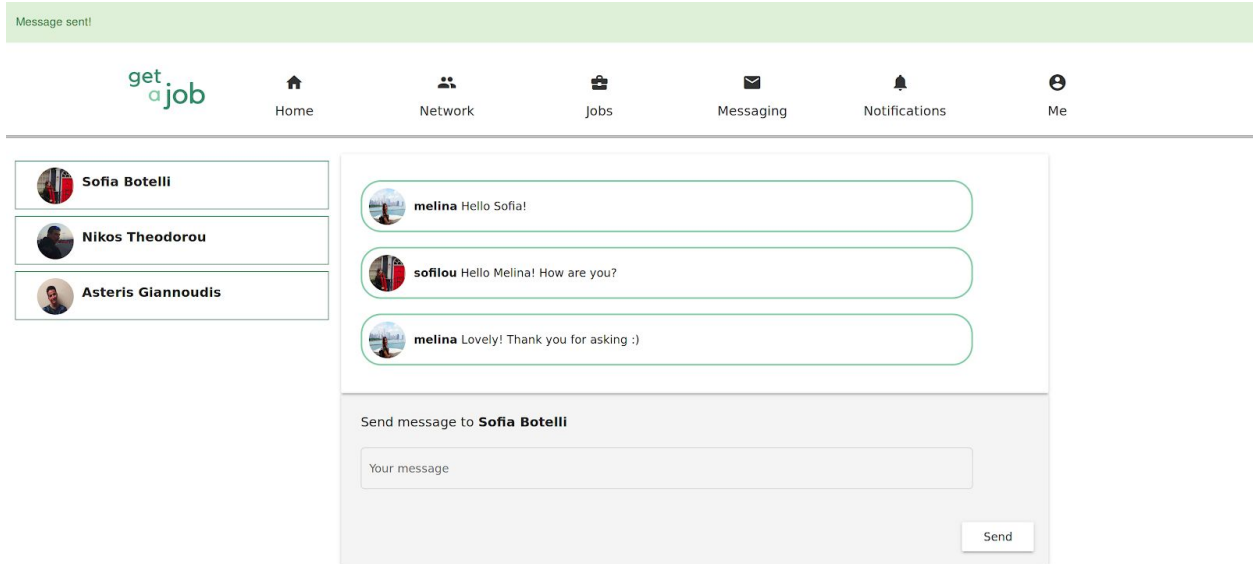 Message sent!
get
a job
Home
Network
Jobs
Messaging
Notifications
Me
Sofia Botelli
Nikos Theodorou
Asteris Giannoudis
melina Hello Sofia!
sofilou Hello Melina! How are you?
melina Lovely! Thank you for asking :)
Send message to Sofia Botelli
Your message
Send